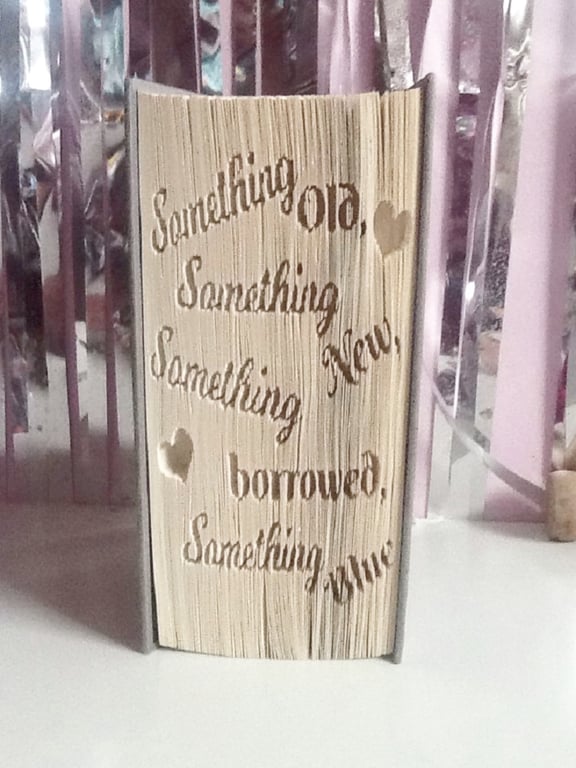 Something Old,
Something
New,
Something
borrowed,
Something Blue